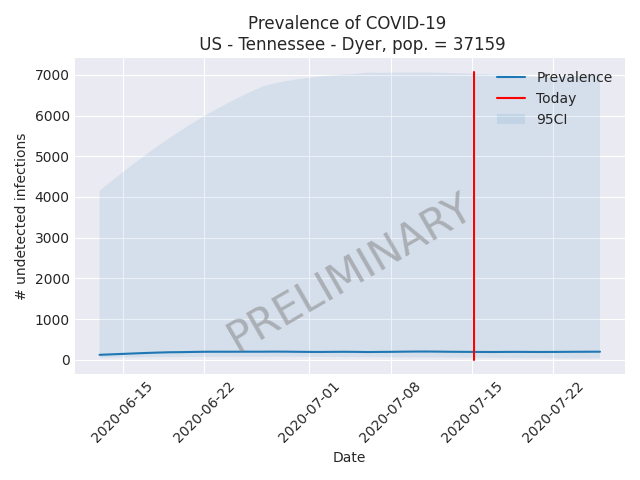 Prevalence of COVID-19
US - Tennessee - Dyer, pop. = 37159
7000
6000
5000
4000
3000
2000
1000
0
# undetected infections
Prevalence
Today
95CI
PRELIMINARY
2020-06-15
2020-06-22
2020-07-01
2020-07-08
2020-07-15
2020-07-22
Date